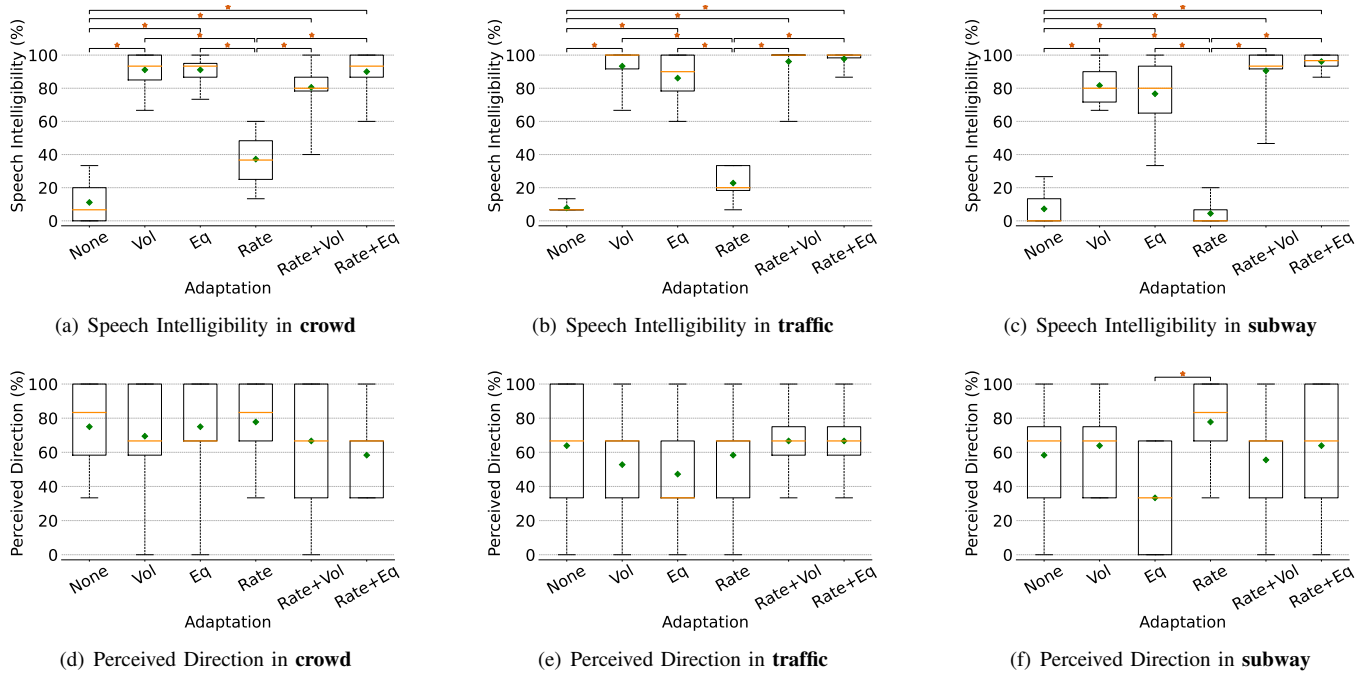 Speech Intelligibility (%)
100
80
60
40
20
0
None Vol Eq Rate Rate+Vol Rate+Eq
Adaptation
(a) Speech Intelligibility in crowd
Speech Intelligibility (%)
100
80
60
40
20
0
None Vol Eq Rate Rate+Vol Rate+Eq
Adaptation
(b) Speech Intelligibility in traffic
Speech Intelligibility (%)
100
80
60
40
20
0
None Vol Eq Rate Rate+Vol Rate+Eq
Adaptation
(c) Speech Intelligibility in subway
Perceived Direction (%)
100
80
60
40
20
0
None Vol Eq Rate Rate+Vol Rate+Eq
Adaptation
(d) Perceived Direction in crowd
Perceived Direction (%)
100
80
60
40
20
0
None Vol Eq Rate Rate+Vol Rate+Eq
Adaptation
(e) Perceived Direction in traffic
Perceived Direction (%)
100
80
60
40
20
0
None Vol Eq Rate Rate+Vol Rate+Eq
Adaptation
(f) Perceived Direction in subway